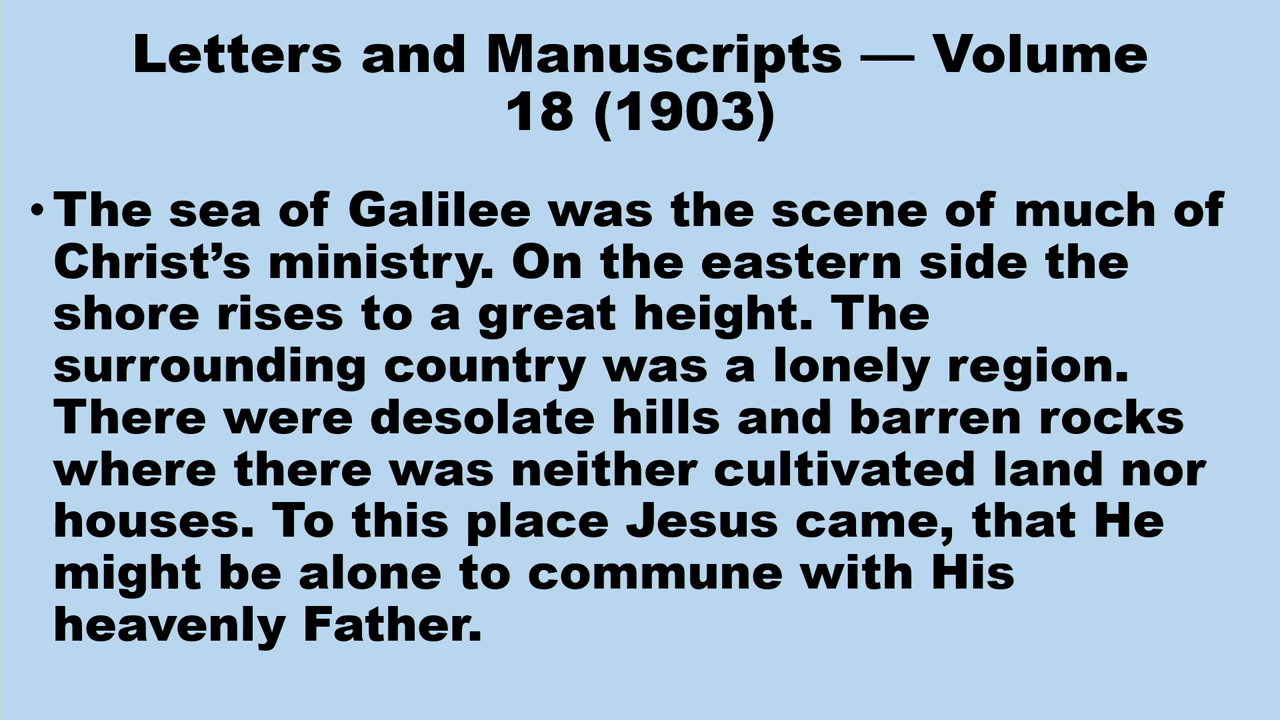 Letters and Manuscripts — Volume
18 (1903)
• The sea of Galilee was the scene of much of
Christ’s ministry. On the eastern side the
shore rises to a great height. The
surrounding country was a lonely region.
There were desolate hills and barren rocks
where there was neither cultivated land nor
houses. To this place Jesus came, that He
might be alone to commune with His
heavenly Father.